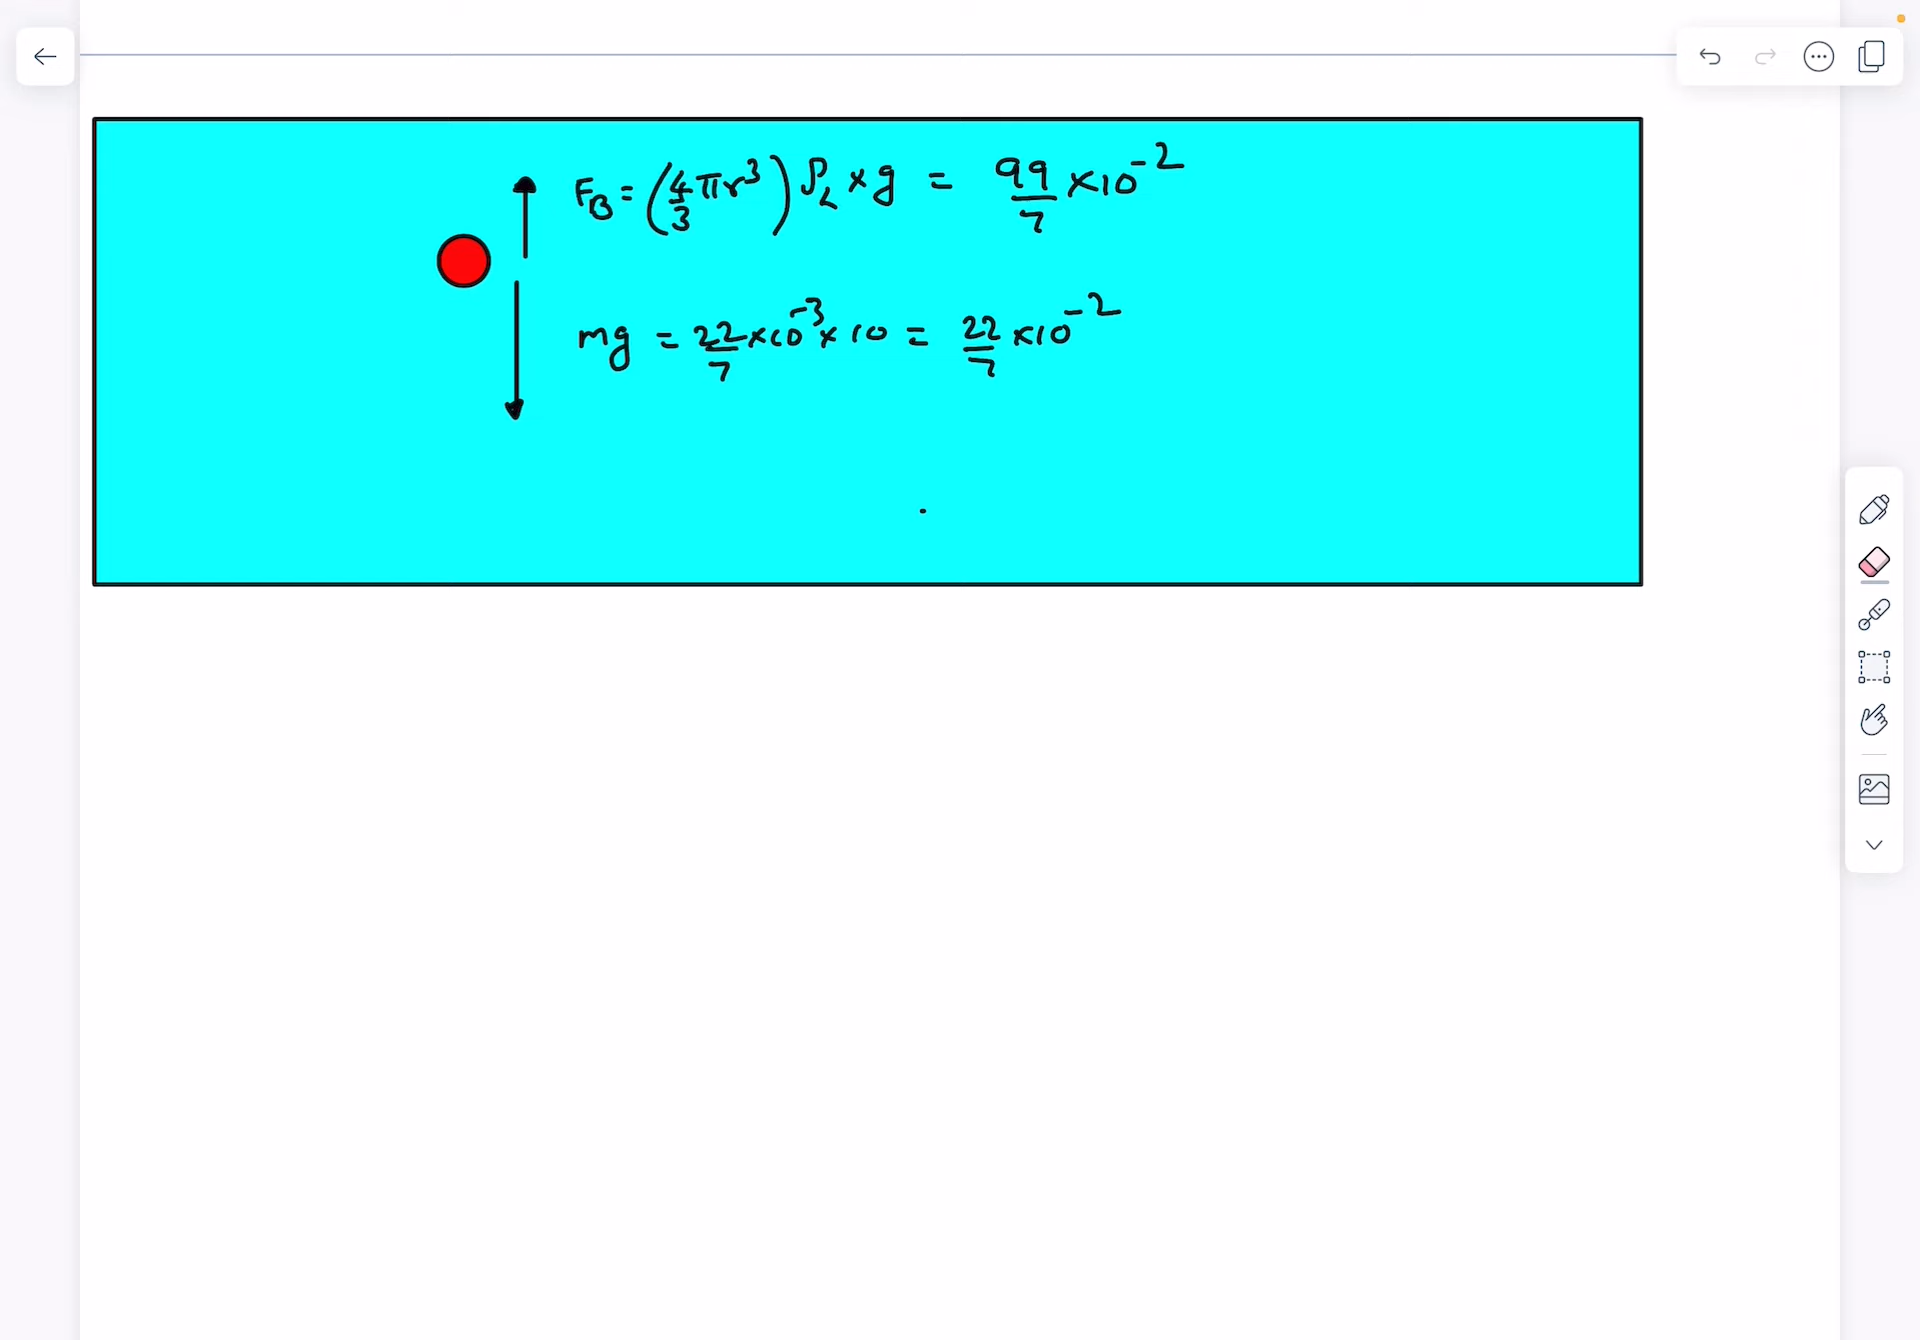 F_B = (4/3 πr³) ρ_L × g = 99/7 × 10⁻²
mg = 22/7 × 10⁻³ × 10 = 22/7 × 10⁻²